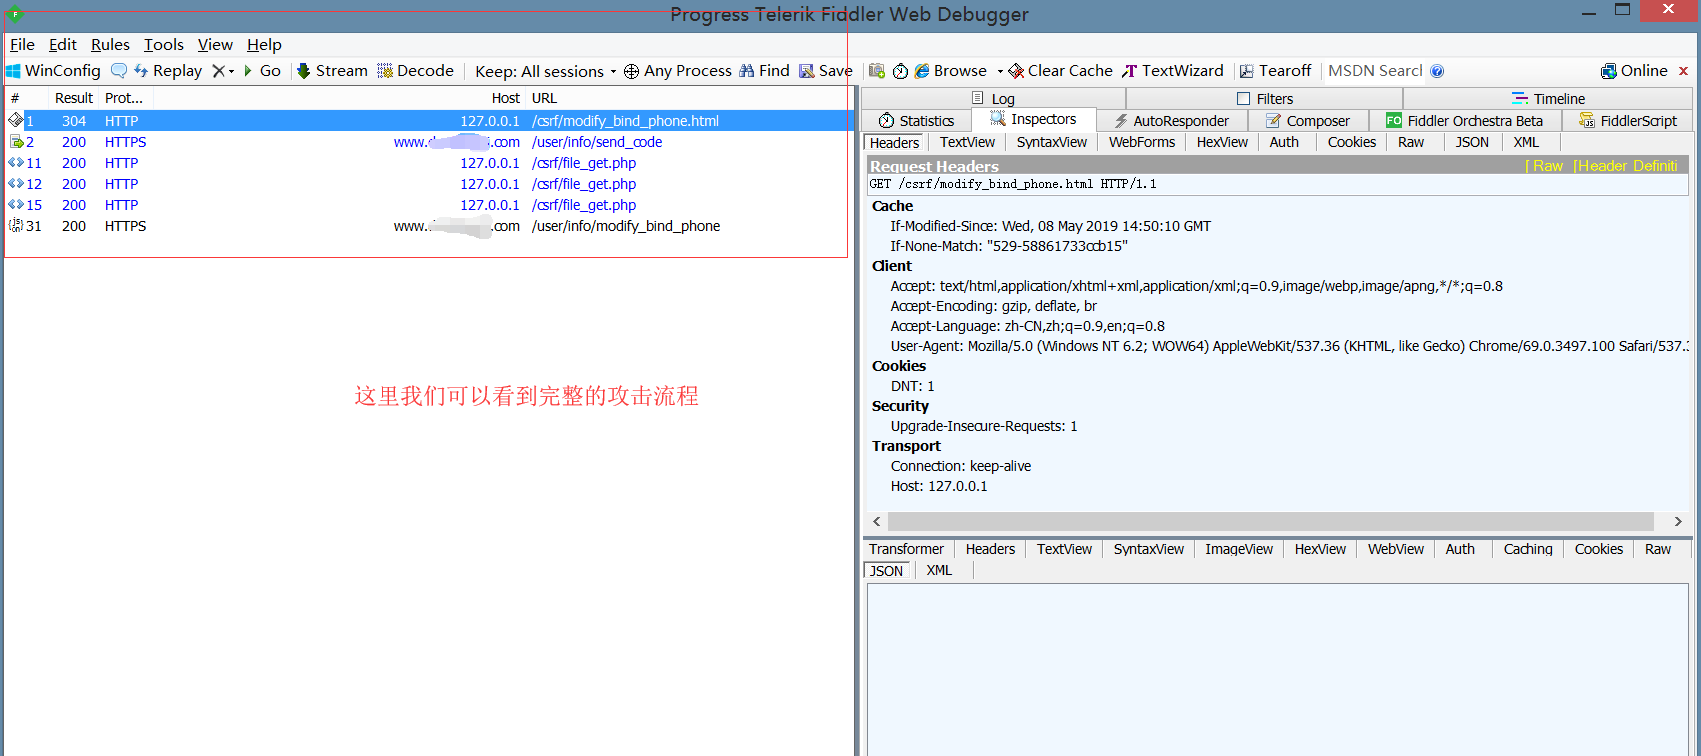 Progress Telerik Fiddler Web Debugger
File Edit Rules Tools View Help
WinConfig Replay Go Stream Decode Keep: All sessions Any Process Find Save Browse Clear Cache TextWizard Tearoff MSDN Search Online
# Result Prot... Host URL
1 304 HTTP 127.0.0.1 /csrf/modify_bind_phone.html
2 200 HTTPS www. .com /user/info/send_code
11 200 HTTP 127.0.0.1 /csrf/file_get.php
12 200 HTTP 127.0.0.1 /csrf/file_get.php
15 200 HTTP 127.0.0.1 /csrf/file_get.php
31 200 HTTPS www. .com /user/info/modify_bind_phone
这里我们可以看到完整的攻击流程
Log Filters Timeline
Statistics Inspectors AutoResponder Composer FO Fiddler Orchestra Beta FiddlerScript
Headers TextView SyntaxView WebForms HexView Auth Cookies Raw JSON XML
Request Headers [ Raw [Header Definiti
GET /csrf/modify_bind_phone.html HTTP/1.1
Cache
If-Modified-Since: Wed, 08 May 2019 14:50:10 GMT
If-None-Match: "529-58861733ccb15"
Client
Accept: text/html,application/xhtml+xml,application/xml;q=0.9,image/webp,image/apng,*/*;q=0.8
Accept-Encoding: gzip, deflate, br
Accept-Language: zh-CN,zh;q=0.9,en;q=0.8
User-Agent: Mozilla/5.0 (Windows NT 6.2; WOW64) AppleWebKit/537.36 (KHTML, like Gecko) Chrome/69.0.3497.100 Safari/537.3
Cookies
DNT: 1
Security
Upgrade-Insecure-Requests: 1
Transport
Connection: keep-alive
Host: 127.0.0.1
Transformer Headers TextView SyntaxView ImageView HexView WebView Auth Caching Cookies Raw
JSON XML